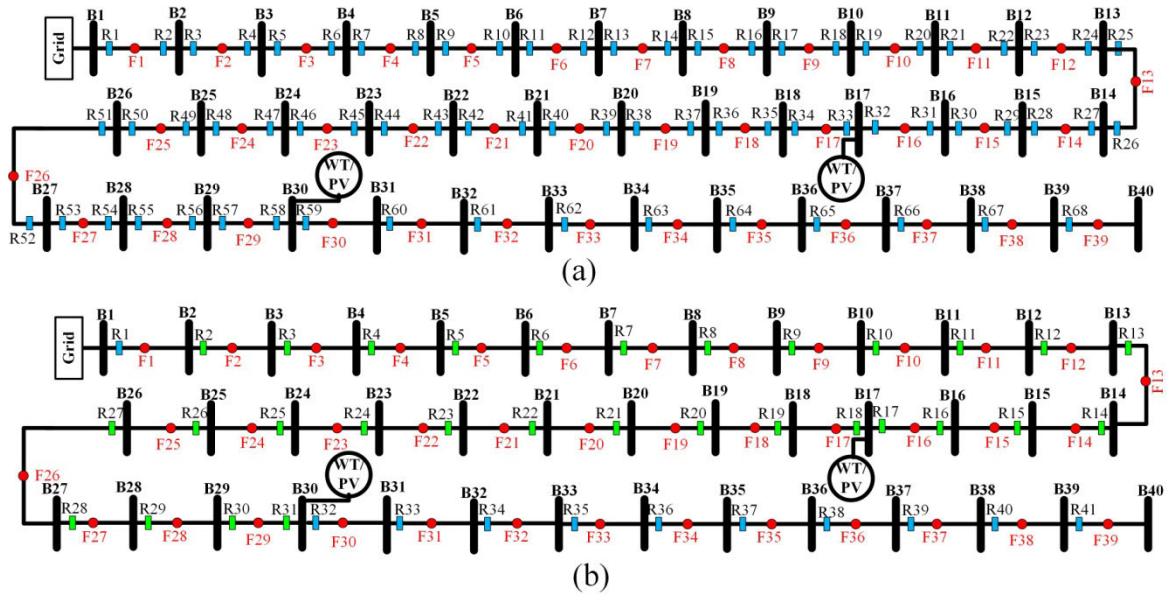 B1 B2 B3 B4 B5 B6 B7 B8 B9 B10 B11 B12 B13
Grid R1 R2 R3 R4 R5 R6 R7 R8 R9 R10 R11 R12 R13 R14 R15 R16 R17 R18 R19 R20 R21 R22 R23 R24 R25
F1 F2 F3 F4 F5 F6 F7 F8 F9 F10 F11 F12 F13
B26 B25 B24 B23 B22 B21 B20 B19 B18 B17 B16 B15 B14
R51 R50 R49 R48 R47 R46 R45 R44 R43 R42 R41 R40 R39 R38 R37 R36 R35 R34 R33 R32 R31 R30 R29 R28 R27 R26
F25 F24 F23 F22 F21 F20 F19 F18 F17 F16 F15 F14
F26 WT/ WT/
PV PV
B27 B28 B29 B30 B31 B32 B33 B34 B35 B36 B37 B38 B39 B40
R52 R53 R54 R55 R56 R57 R58 R59 R60 R61 R62 R63 R64 R65 R66 R67 R68
F27 F28 F29 F30 F31 F32 F33 F34 F35 F36 F37 F38 F39
(a)
B1 B2 B3 B4 B5 B6 B7 B8 B9 B10 B11 B12 B13
Grid R1 R2 R3 R4 R5 R6 R7 R8 R9 R10 R11 R12 R13
F1 F2 F3 F4 F5 F6 F7 F8 F9 F10 F11 F12 F13
B26 B25 B24 B23 B22 B21 B20 B19 B18 B17 B16 B15 B14
R27 R26 R25 R24 R23 R22 R21 R20 R19 R18 R17 R16 R15 R14
F25 F24 F23 F22 F21 F20 F19 F18 F17 F16 F15 F14
F26 WT/ WT/
PV PV
B27 B28 B29 B30 B31 B32 B33 B34 B35 B36 B37 B38 B39 B40
R28 R29 R30 R31 R32 R33 R34 R35 R36 R37 R38 R39 R40 R41
F27 F28 F29 F30 F31 F32 F33 F34 F35 F36 F37 F38 F39
(b)